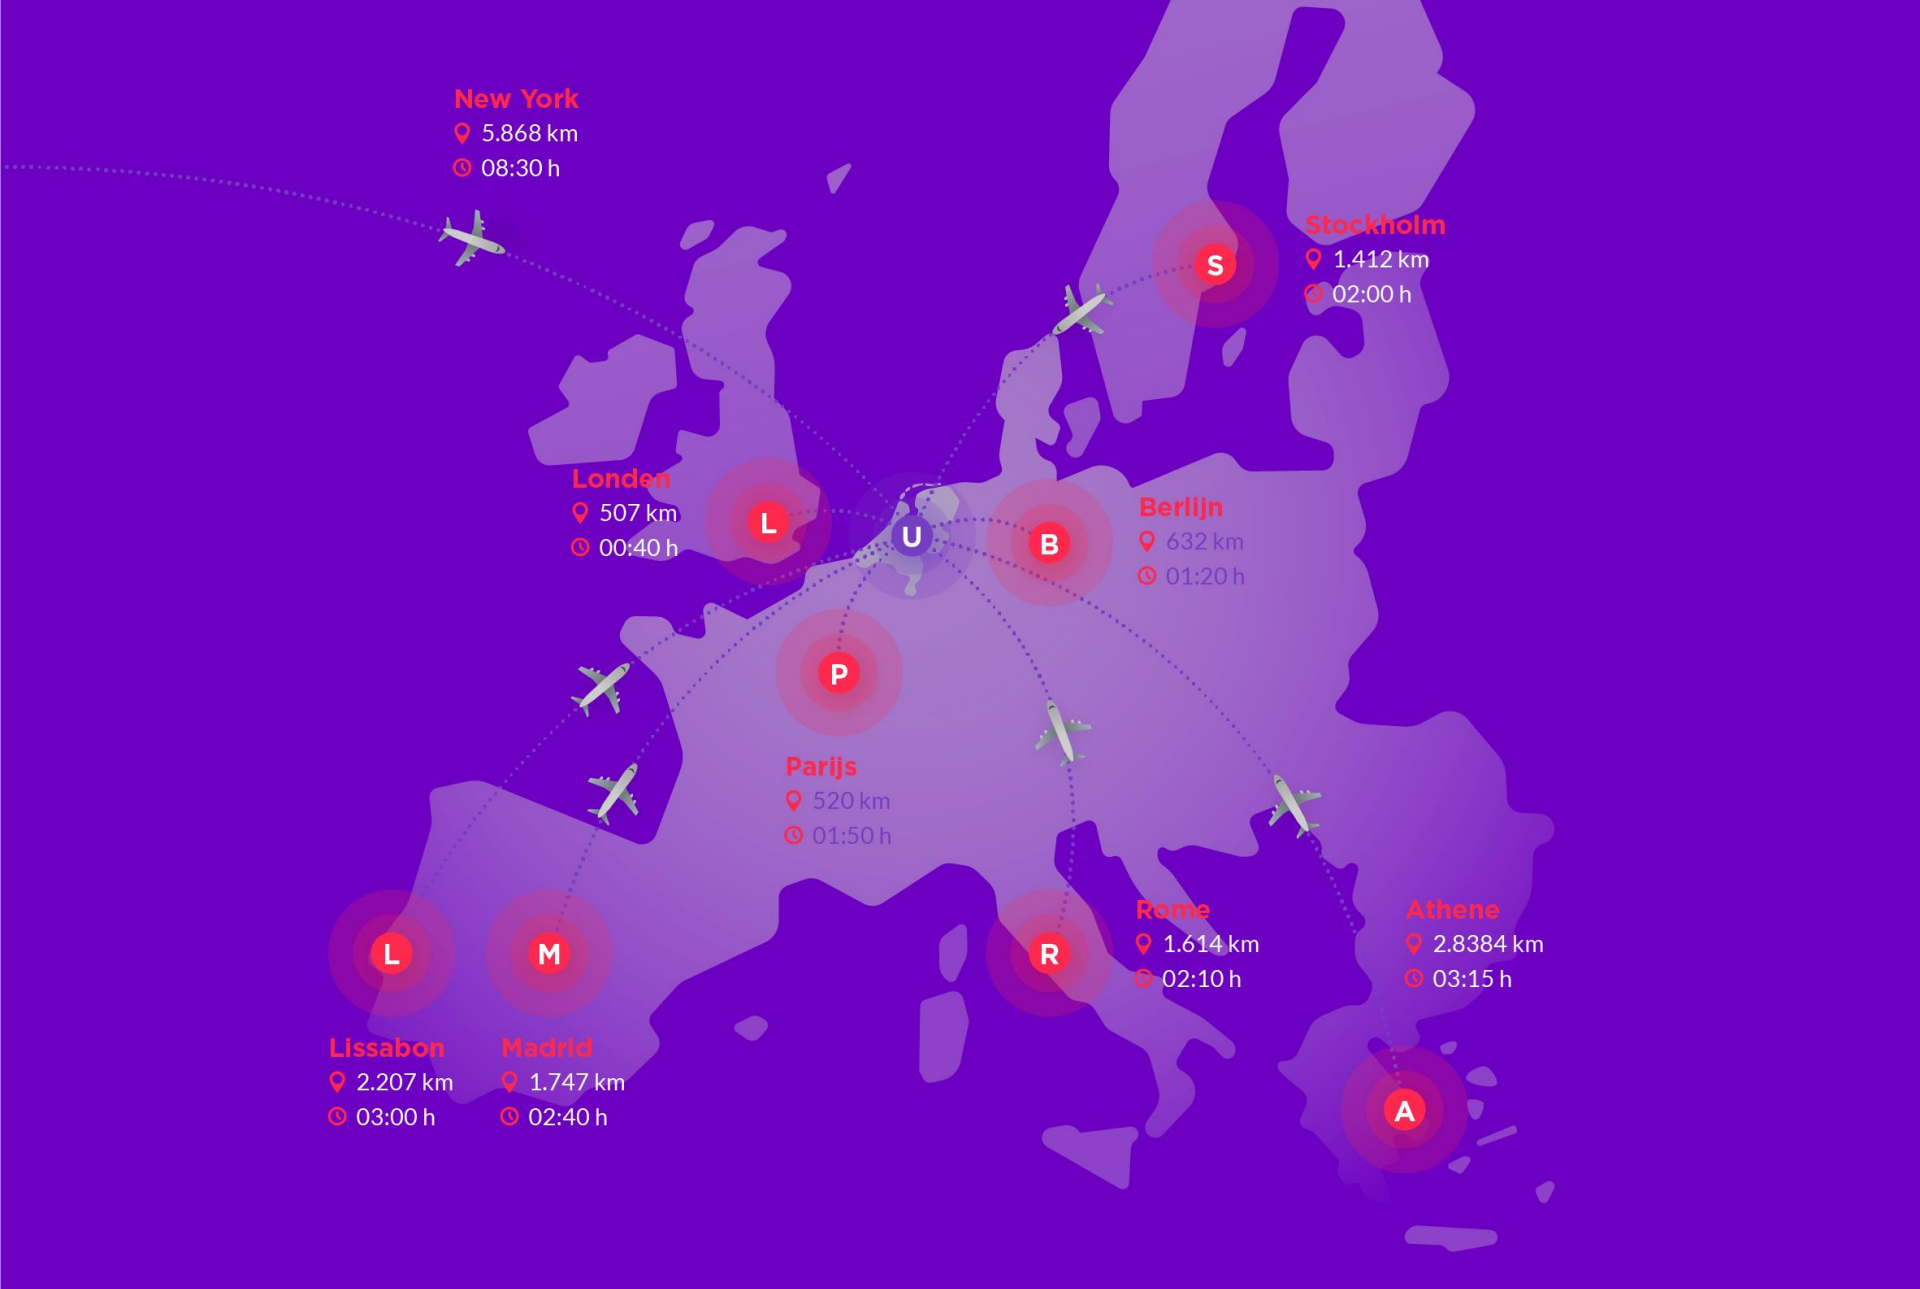 New York
5.868 km
08:30 h
Stockholm
1.412 km
02:00 h
S
Londen
507 km
00:40 h
L
U
B
Berlijn
632 km
01:20 h
P
Parijs
520 km
01:50 h
L
Lissabon
2.207 km
03:00 h
M
Madrid
1.747 km
02:40 h
R
Rome
1.614 km
02:10 h
Athene
2.8384 km
03:15 h
A